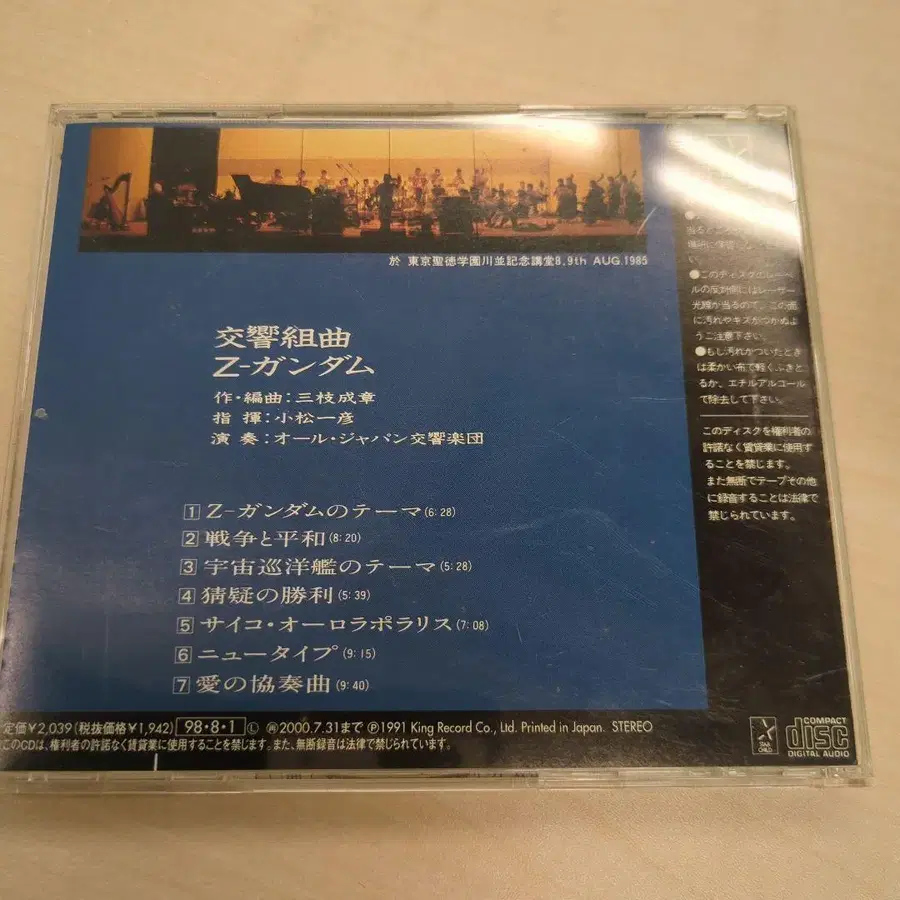 於 東京聖徳学園川並記念講堂8,9th AUG.1985
交響組曲
Z-ガンダム
作・編曲:三枝成章
指 揮:小松一彦
演 奏:オール・ジャパン交響楽団
1 Z-ガンダムのテーマ(6:28)
2 戦争と平和(8:20)
3 宇宙巡洋艦のテーマ(5:28)
4 猜疑の勝利(5:39)
5 サイコ・オーロラポラリス(7:08)
6 ニュータイプ(9:15)
7 愛の協奏曲(9:40)
い。
●このディスクのレーベ
ルの反対側にはレーザー
光線が当るので、この面
に汚れやキズがつかぬよ
うご注意下さい。
●もし汚れがついたとき
は柔かい布で軽くふきと
るか、エチルアルコール
で除去して下さい。
このディスクを権利者の
許諾なく賃貸業に使用す
ることを禁じます。
また無断でテープその他
に録音することは法律で
禁じられています。
定価¥2,039(税抜価格¥1,942) 98・8・1 Ⓛ 2000.7.31まで ℗1991 King Record Co., Ltd. Printed in Japan. STEREO
このCDは、権利者の許諾なく賃貸業に使用することを禁じます。また、無断録音は法律で禁じられています。
STAR CHILD
COMPACT
disc
DIGITAL AUDIO